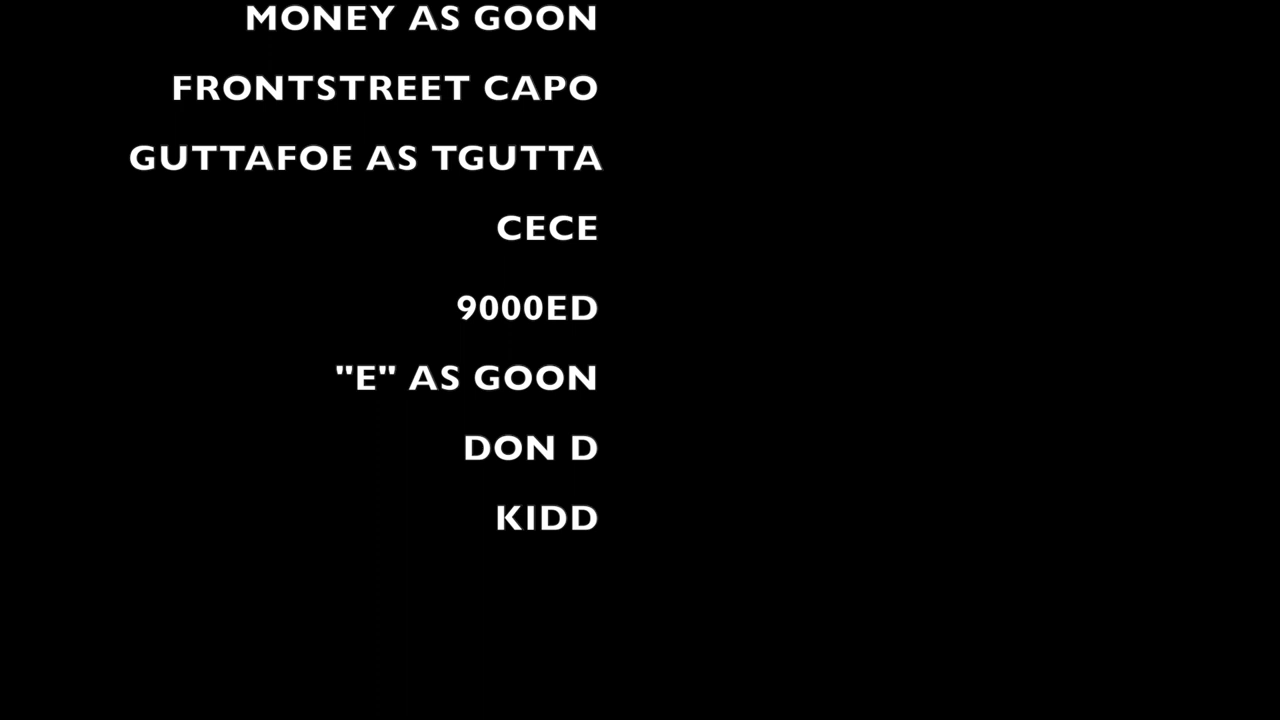 MONEY AS GOON
FRONTSTREET CAPO
GUTTAFOE AS TGUTTA
CECE
9000ED
"E" AS GOON
DON D
KIDD